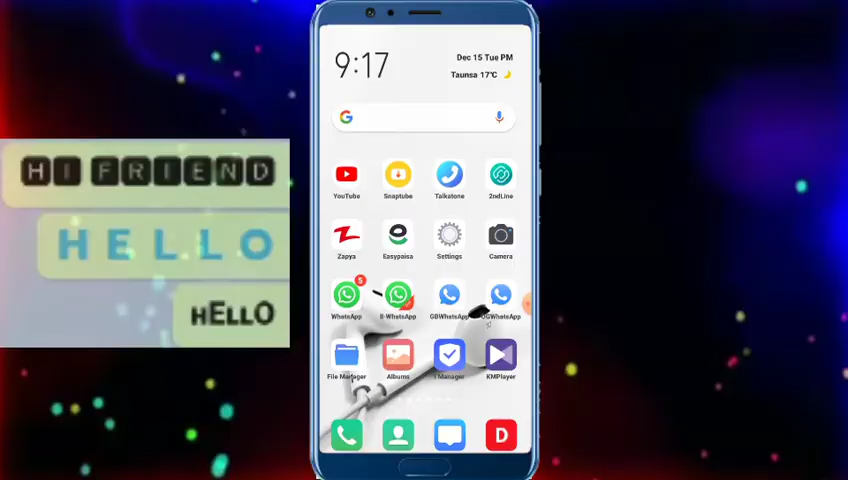 HI FRIEND
HELLO
HELLO
9:17
Dec 15 Tue PM
Taunsa 17°C
YouTube
Snaptube
Talkatone
2ndLine
Zapya
Easypaisa
Settings
Camera
5
WhatsApp
B-WhatsApp
GBWhatsApp
OGWhatsApp
File Manager
Albums
i Manager
KMPlayer
D